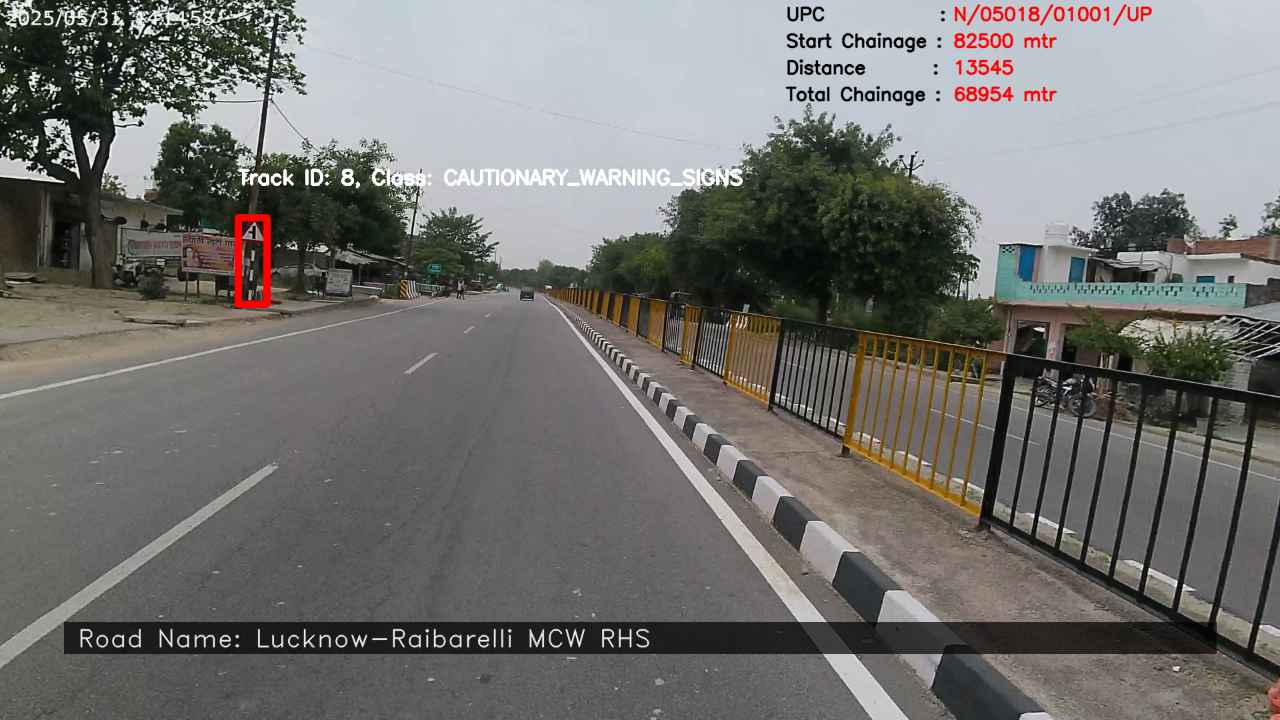 2025/05/31
UPC : N/05018/01001/UP
Start Chainage : 82500 mtr
Distance : 13545
Total Chainage : 68954 mtr
Track ID: 8, Class: CAUTIONARY_WARNING_SIGNS
Road Name: Lucknow-Raibarelli MCW RHS